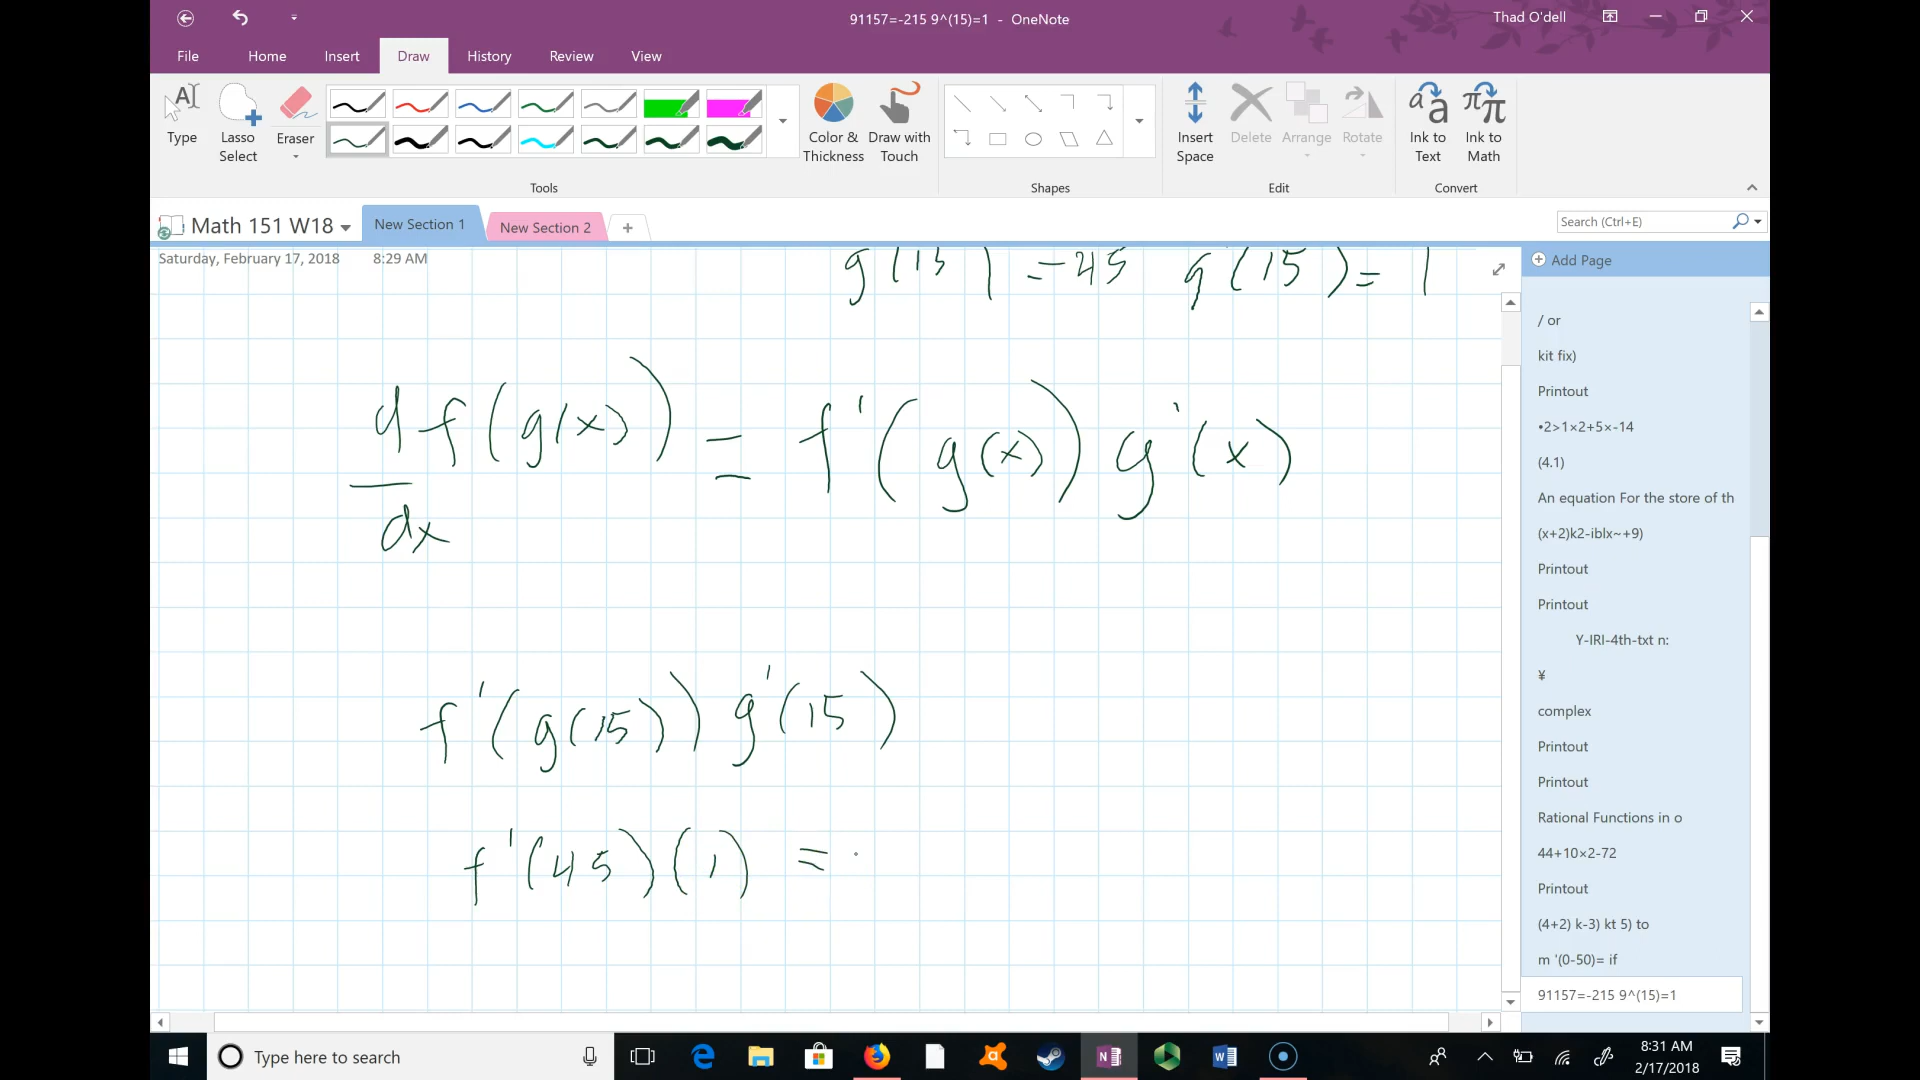 91157=-215 9^(15)=1 - OneNote
Thad O'dell
File Home Insert Draw History Review View
Type
Lasso Select
Eraser
Color & Thickness
Draw with Touch
Insert Space
Delete
Arrange
Rotate
Ink to Text
Ink to Math
Tools
Shapes
Edit
Convert
Math 151 W18
New Section 1
New Section 2
+
Search (Ctrl+E)
Saturday, February 17, 2018 8:29 AM
g(15) = 45 g'(15) = 1
d/dx f(g(x)) = f'(g(x)) g'(x)
f'(g(15)) g'(15)
f'(45)(1) =
Add Page
/ or
kit fix)
Printout
•2>1×2+5×-14
(4.1)
An equation For the store of th
(x+2)k2-iblx~+9)
Printout
Printout
Y-IRI-4th-txt n:
¥
complex
Printout
Printout
Rational Functions in o
44+10×2-72
Printout
(4+2) k-3) kt 5) to
m '(0-50)= if
91157=-215 9^(15)=1
Type here to search
8:31 AM
2/17/2018